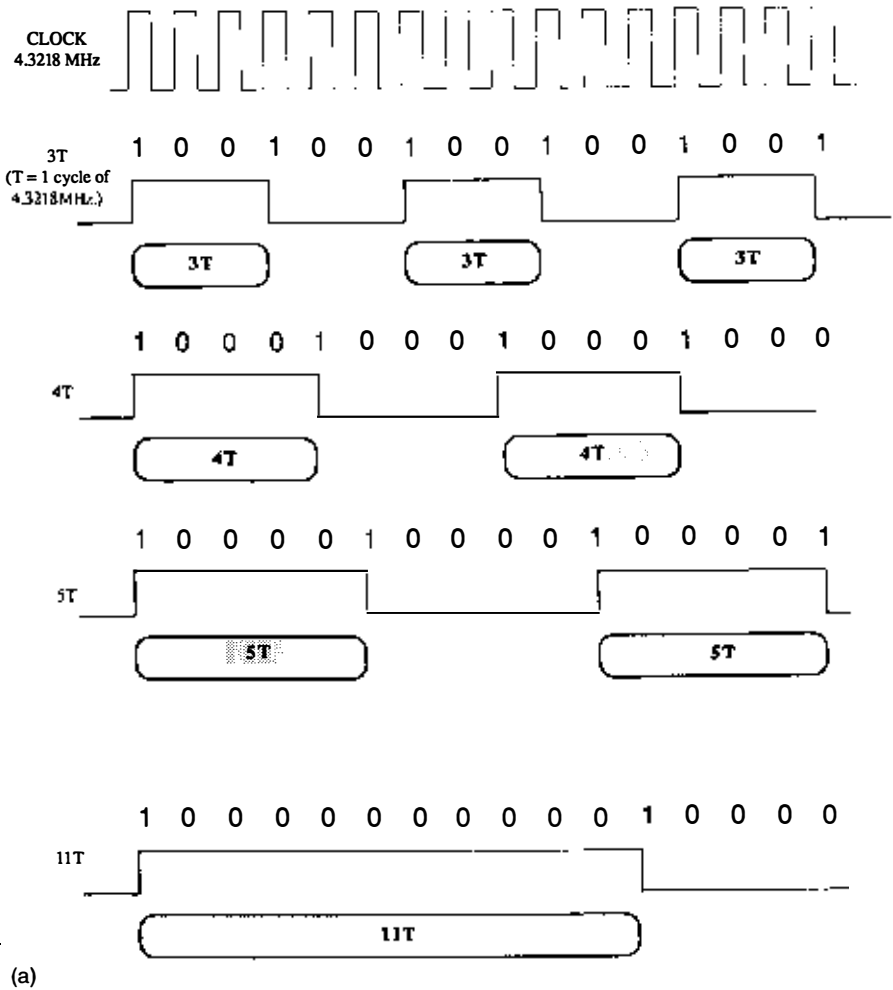 CLOCK
4.3218 MHz
3T
(T = 1 cycle of
4.3218MHz.)
1 0 0 1 0 0 1 0 0 1 0 0 1 0 0 1
3T 3T 3T
4T
1 0 0 0 1 0 0 0 1 0 0 0 1 0 0 0
4T 4T
5T
1 0 0 0 0 1 0 0 0 0 1 0 0 0 0 1
5T 5T
11T
1 0 0 0 0 0 0 0 0 0 0 1 0 0 0 0
11T
(a)